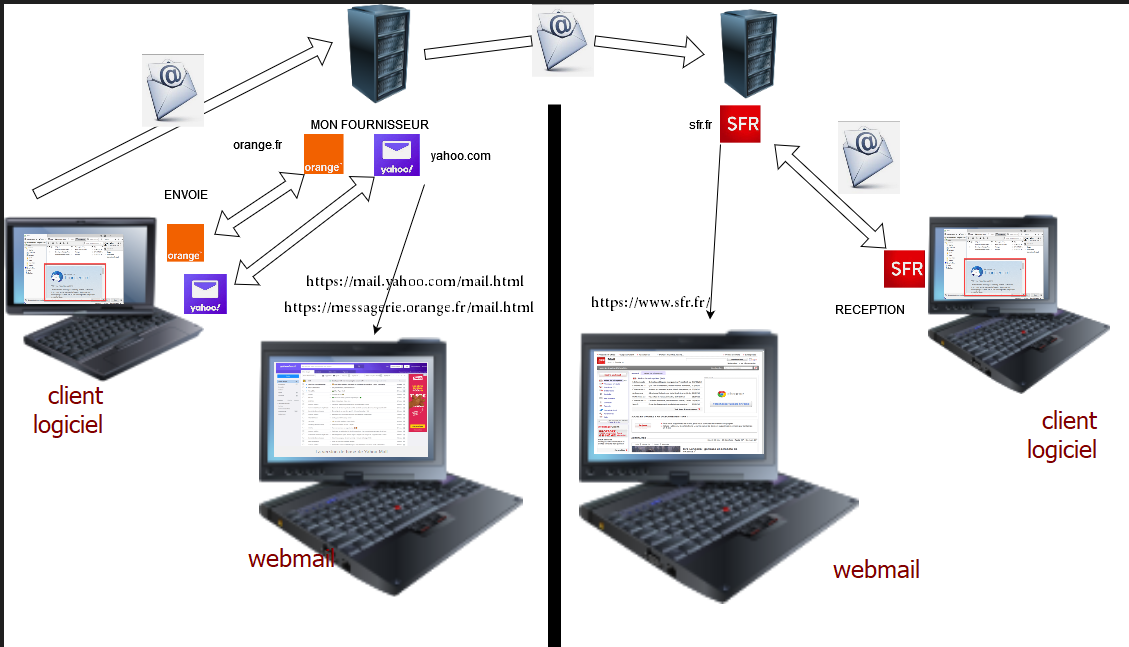 MON FOURNISSEUR
orange.fr
orange
yahoo!
yahoo.com
ENVOIE
orange
yahoo!
https://mail.yahoo.com/mail.html
https://messagerie.orange.fr/mail.html
client
logiciel
webmail
sfr.fr
SFR
SFR
RECEPTION
https://www.sfr.fr/
client
logiciel
webmail